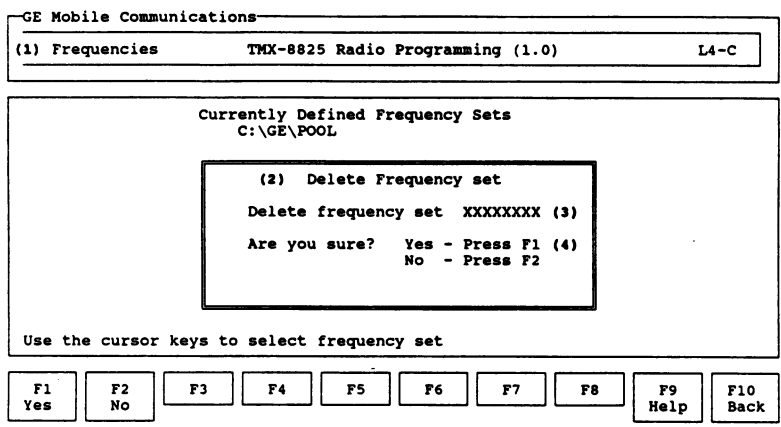 GE Mobile Communications
(1) Frequencies TMX-8825 Radio Programming (1.0) L4-C
Currently Defined Frequency Sets
C:\GE\POOL
(2) Delete Frequency set
Delete frequency set XXXXXXXX (3)
Are you sure? Yes - Press F1 (4)
No - Press F2
Use the cursor keys to select frequency set
F1 F2 F3 F4 F5 F6 F7 F8 F9 F10
Yes No Help Back